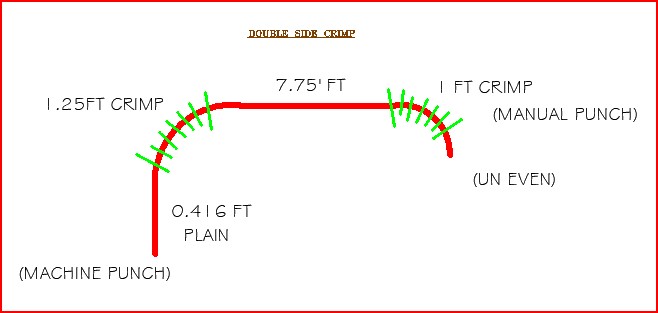 DOUBLE SIDE CRIMP
7.75' FT
1.25FT CRIMP
1 FT CRIMP
(MANUAL PUNCH)
(UN EVEN)
0.416 FT
PLAIN
(MACHINE PUNCH)